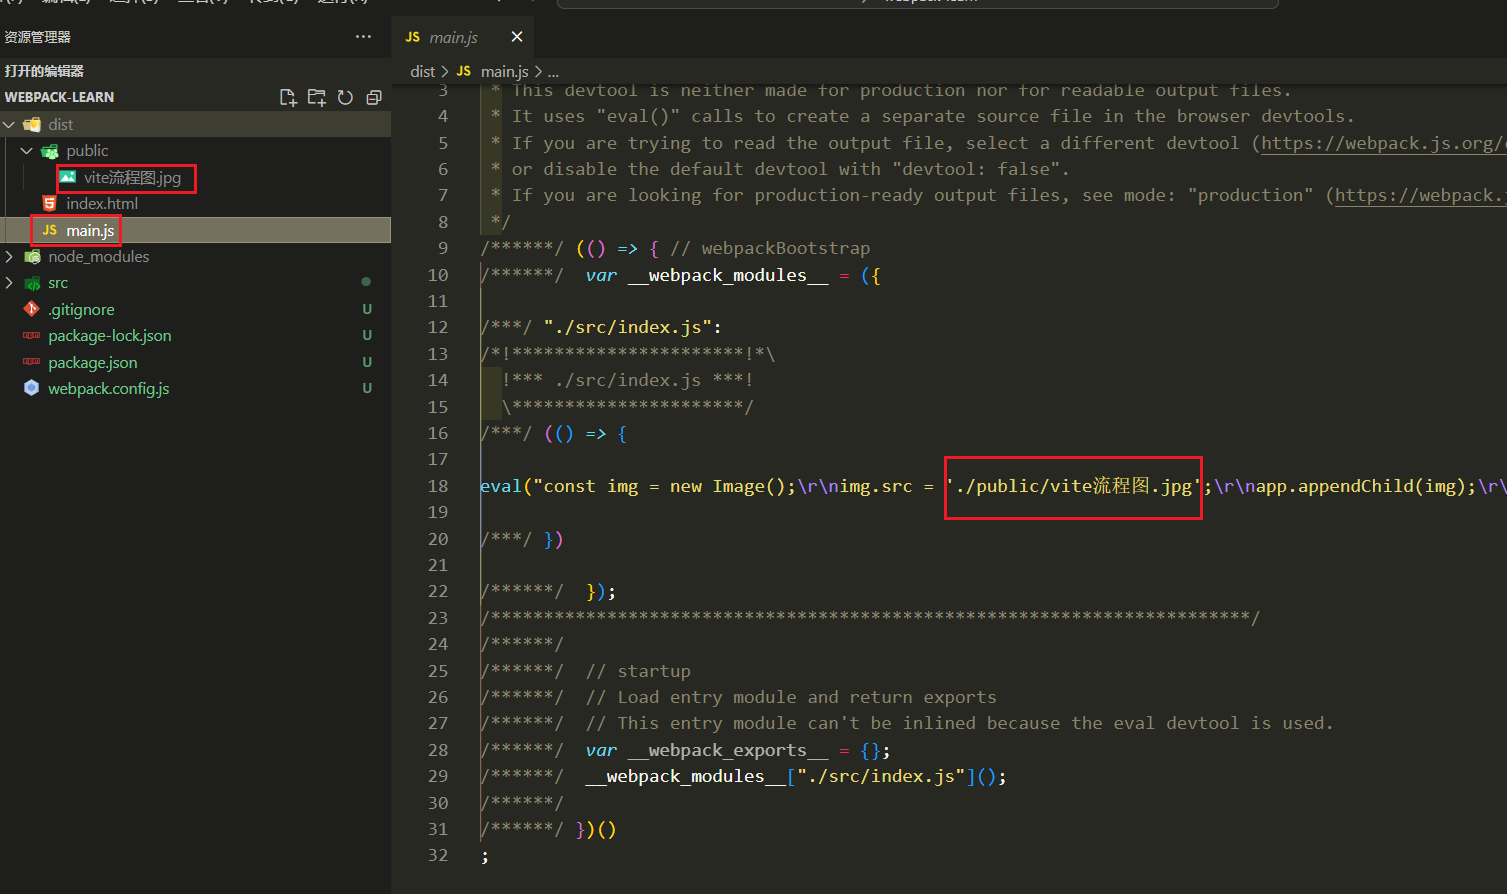 资源管理器
···
打开的编辑器
WEBPACK-LEARN
dist
public
vite流程图.jpg
index.html
JS main.js
node_modules
src
.gitignore U
package-lock.json U
package.json U
webpack.config.js U
JS main.js
dist > JS main.js > ...
3 * This devtool is neither made for production nor for readable output files.
4 * It uses "eval()" calls to create a separate source file in the browser devtools.
5 * If you are trying to read the output file, select a different devtool (https://webpack.js.org/
6 * or disable the default devtool with "devtool: false".
7 * If you are looking for production-ready output files, see mode: "production" (https://webpack.
8 */
9 /******/ (() => { // webpackBootstrap
10 /******/ var __webpack_modules__ = ({
11
12 /***/ "./src/index.js":
13 /*!**********************!*\
14 !*** ./src/index.js ***!
15 \**********************/
16 /***/ (() => {
17
18 eval("const img = new Image();\r\nimg.src = './public/vite流程图.jpg';\r\napp.appendChild(img);\r\
19
20 /***/ })
21
22 /******/ });
23 /************************************************************************/
24 /******/
25 /******/ // startup
26 /******/ // Load entry module and return exports
27 /******/ // This entry module can't be inlined because the eval devtool is used.
28 /******/ var __webpack_exports__ = {};
29 /******/ __webpack_modules__["./src/index.js"]();
30 /******/
31 /******/ })()
32 ;